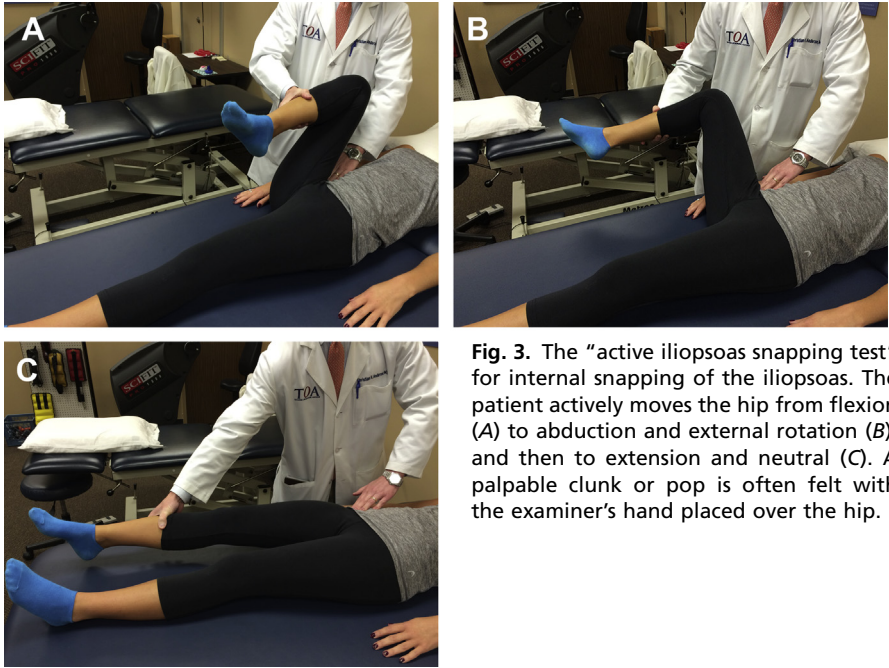 A
SCIFIT
TOA
B
SCIFIT
TOA
C
SCIFIT
TOA
Fig. 3. The "active iliopsoas snapping test"
for internal snapping of the iliopsoas. The
patient actively moves the hip from flexion
(A) to abduction and external rotation (B)
and then to extension and neutral (C). A
palpable clunk or pop is often felt with
the examiner's hand placed over the hip.